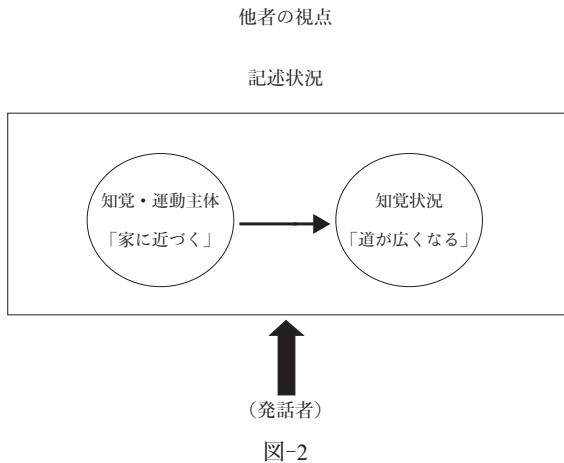 他者の視点
記述状況
知覚・運動主体
「家に近づく」
知覚状況
「道が広くなる」
（発話者）
図-2